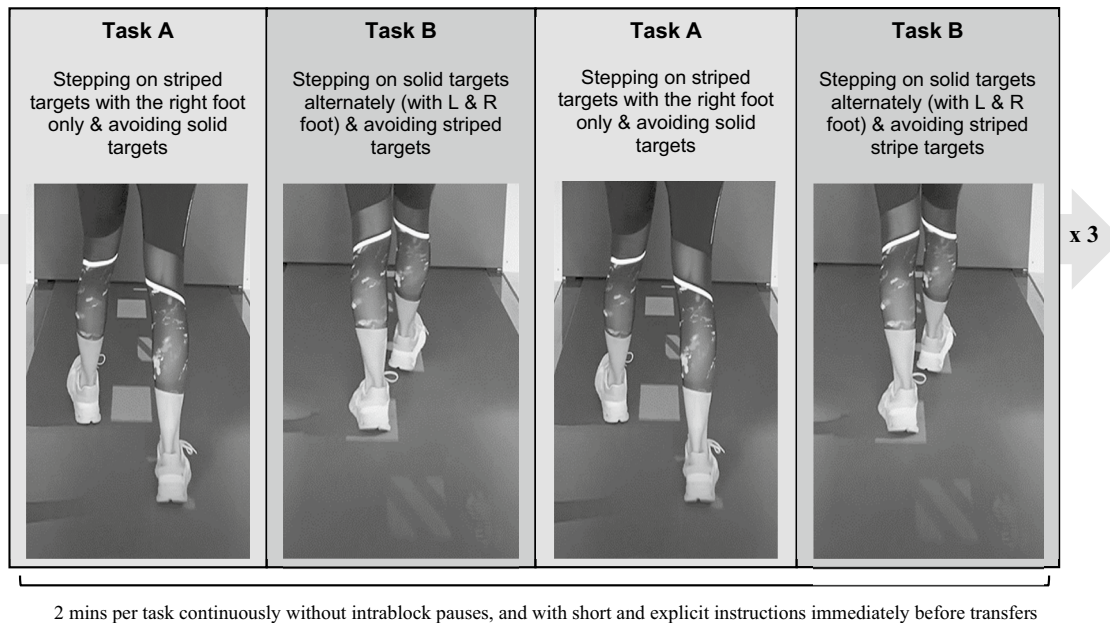 Task A
Stepping on striped
targets with the right foot
only & avoiding solid
targets
Task B
Stepping on solid targets
alternately (with L & R
foot) & avoiding striped
targets
Task A
Stepping on striped
targets with the right foot
only & avoiding solid
targets
Task B
Stepping on solid targets
alternately (with L & R
foot) & avoiding striped
stripe targets
x 3
2 mins per task continuously without intrablock pauses, and with short and explicit instructions immediately before transfers